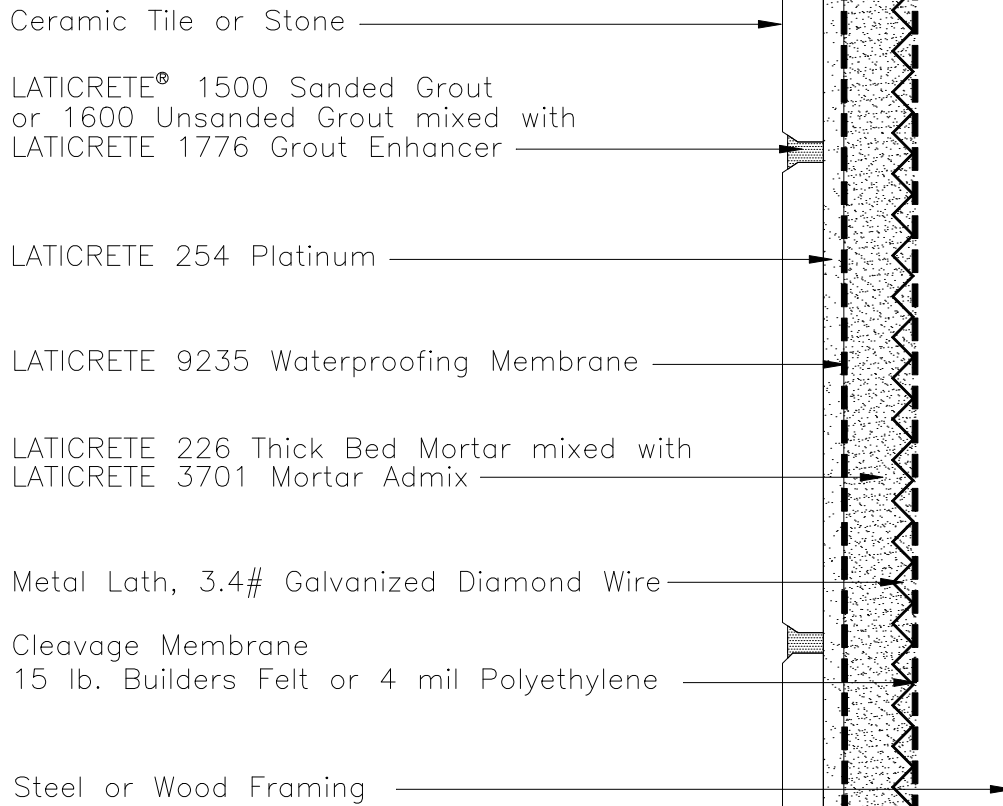 Ceramic Tile or Stone
LATICRETE® 1500 Sanded Grout
or 1600 Unsanded Grout mixed with
LATICRETE 1776 Grout Enhancer
LATICRETE 254 Platinum
LATICRETE 9235 Waterproofing Membrane
LATICRETE 226 Thick Bed Mortar mixed with
LATICRETE 3701 Mortar Admix
Metal Lath, 3.4# Galvanized Diamond Wire
Cleavage Membrane
15 lb. Builders Felt or 4 mil Polyethylene
Steel or Wood Framing